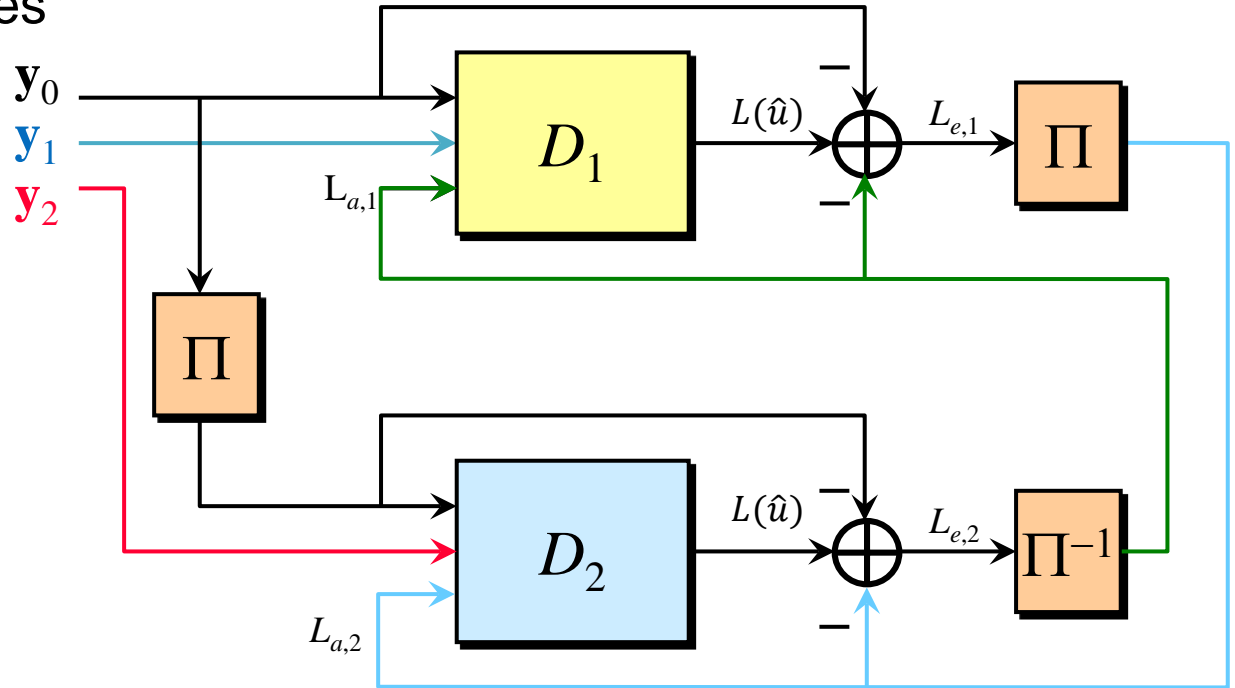 es
y₀
y₁
y₂
D₁
D₂
Π
Π
Π⁻¹
L(û)
L(û)
Lₑ,₁
Lₑ,₂
Lₐ,₁
Lₐ,₂
−
−
−
−